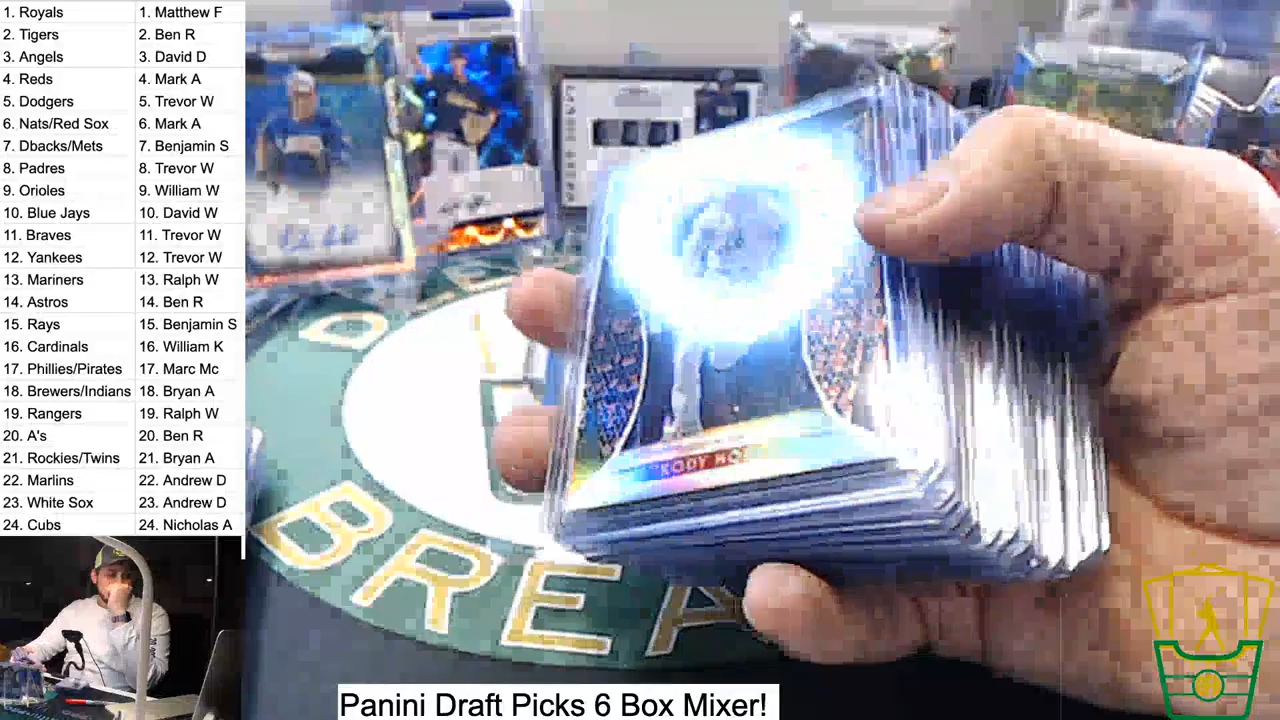 1. Royals 1. Matthew F
2. Tigers 2. Ben R
3. Angels 3. David D
4. Reds 4. Mark A
5. Dodgers 5. Trevor W
6. Nats/Red Sox 6. Mark A
7. Dbacks/Mets 7. Benjamin S
8. Padres 8. Trevor W
9. Orioles 9. William W
10. Blue Jays 10. David W
11. Braves 11. Trevor W
12. Yankees 12. Trevor W
13. Mariners 13. Ralph W
14. Astros 14. Ben R
15. Rays 15. Benjamin S
16. Cardinals 16. William K
17. Phillies/Pirates 17. Marc Mc
18. Brewers/Indians 18. Bryan A
19. Rangers 19. Ralph W
20. A's 20. Ben R
21. Rockies/Twins 21. Bryan A
22. Marlins 22. Andrew D
23. White Sox 23. Andrew D
24. Cubs 24. Nicholas A
KODY
BREA
Panini Draft Picks 6 Box Mixer!